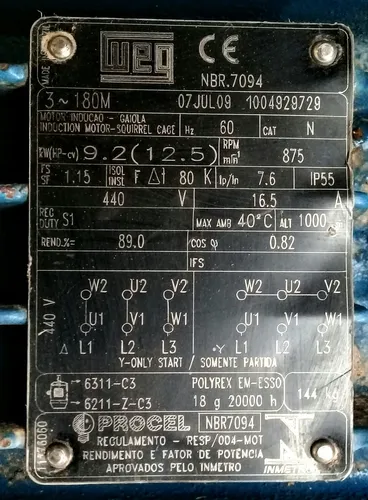 WEG CE
NBR.7094
3~180M 07JUL09 1004929729
MOTOR INDUCAO - GAIOLA
INDUCTION MOTOR-SQUIRREL CAGE Hz 60 CAT N
kW(HP-cv) 9.2(12.5) RPM min-1 875
FS SF 1.15 ISOL INSL F Δt 80 K Ip/In 7.6 IP55
440 V 16.5 A
REG DUTY S1 MAX AMB 40°C ALT 1000
REND.%= 89.0 COS φ 0.82
IFS
W2 U2 V2 W2 U2 V2
440 V
U1 V1 W1 U1 V1 W1
Δ L1 L2 L3 Y L1 L2 L3
Y-ONLY START / SOMENTE PARTIDA
6311-C3 POLYREX EM-ESSO
6211-Z-C3 18 g 20000 h
144
PROCEL NBR7094
REGULAMENTO - RESP/004-MOT
RENDIMENTO E FATOR DE POTÊNCIA
APROVADOS PELO INMETRO
INMETRO